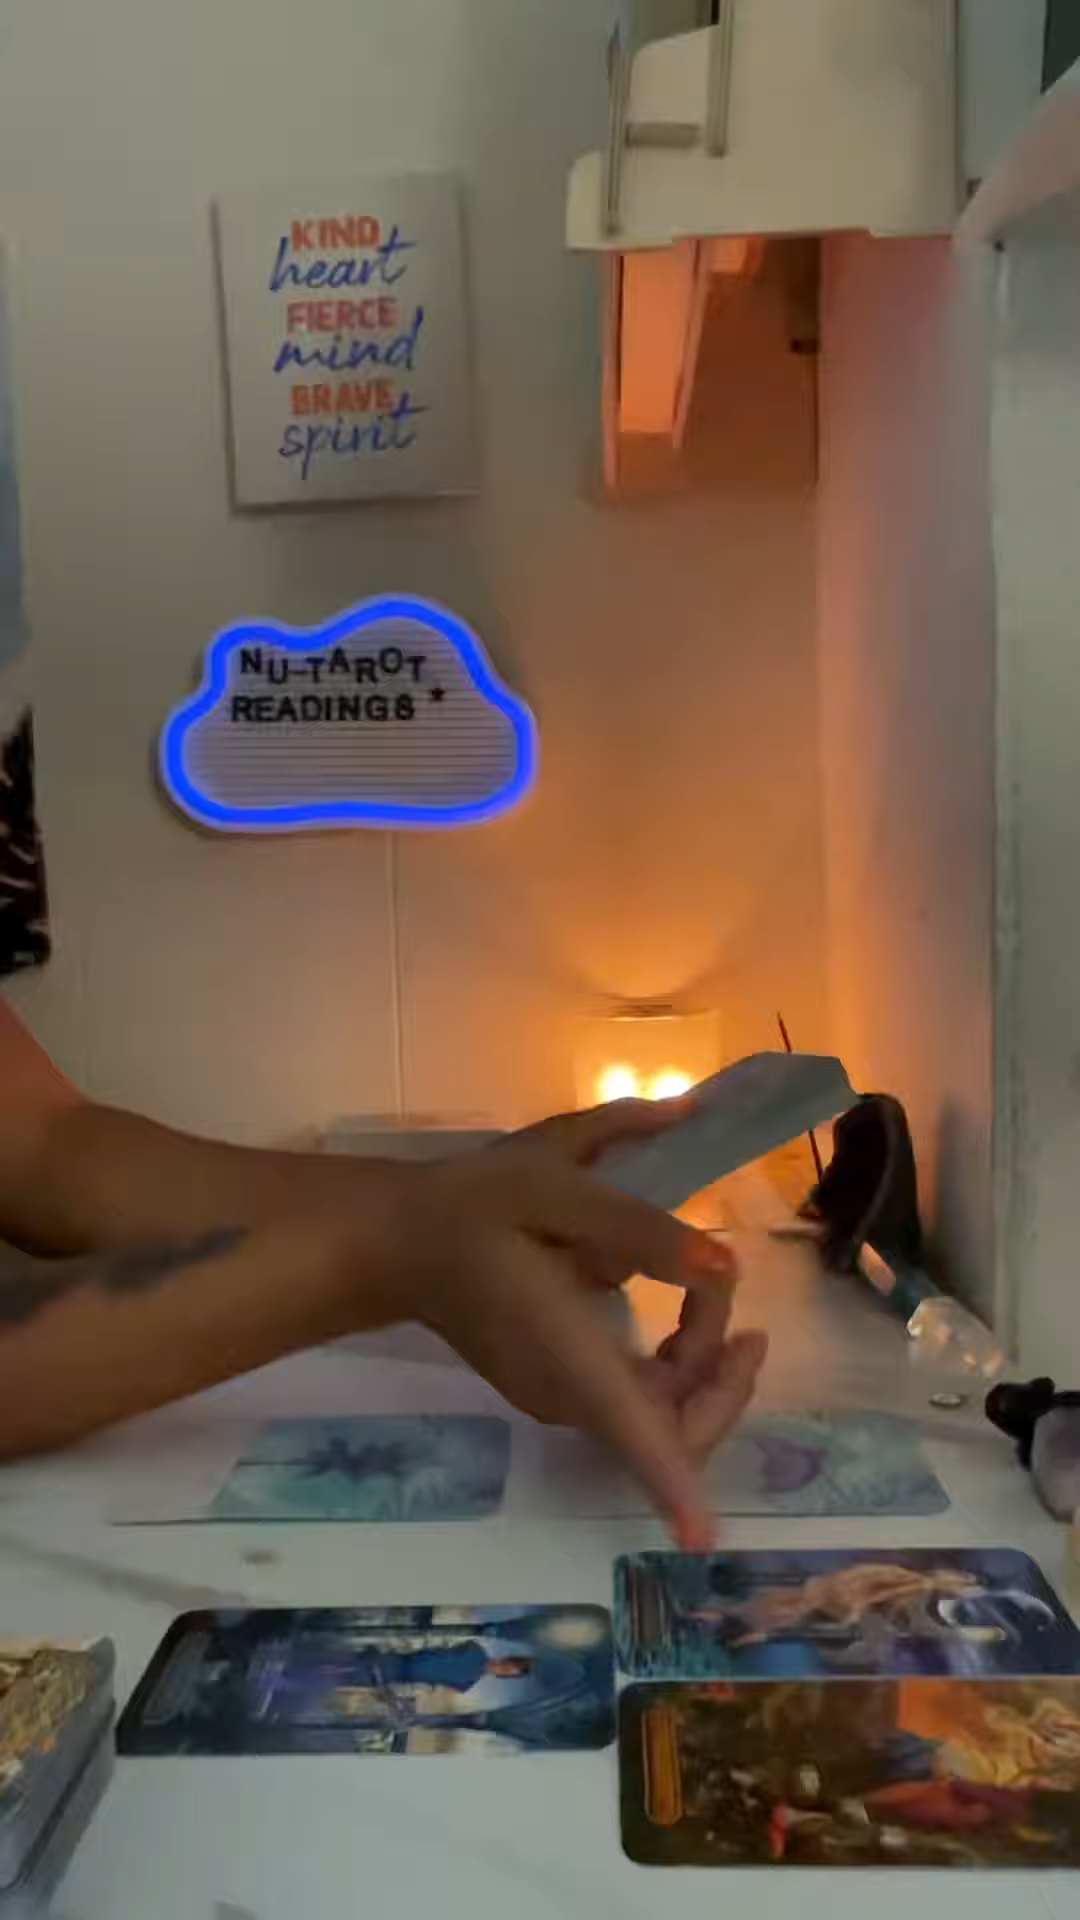 KIND
heart
FIERCE
mind
BRAVE
spirit
NU-TAROT
READINGS*